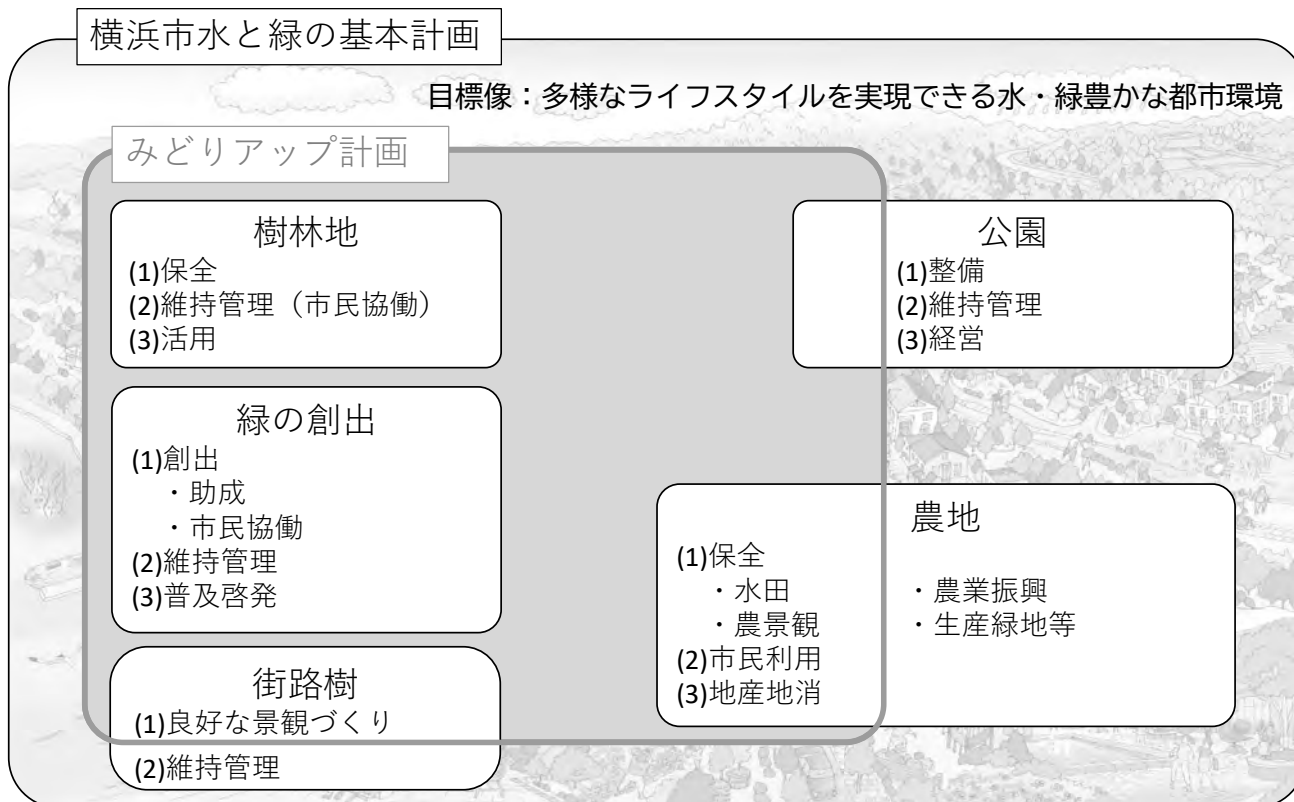 横浜市水と緑の基本計画
目標像：多様なライフスタイルを実現できる水・緑豊かな都市環境
みどりアップ計画
樹林地
(1)保全
(2)維持管理（市民協働）
(3)活用
公園
(1)整備
(2)維持管理
(3)経営
緑の創出
(1)創出
・助成
・市民協働
(2)維持管理
(3)普及啓発
農地
(1)保全
・水田
・農景観
・農業振興
・生産緑地等
(2)市民利用
(3)地産地消
街路樹
(1)良好な景観づくり
(2)維持管理